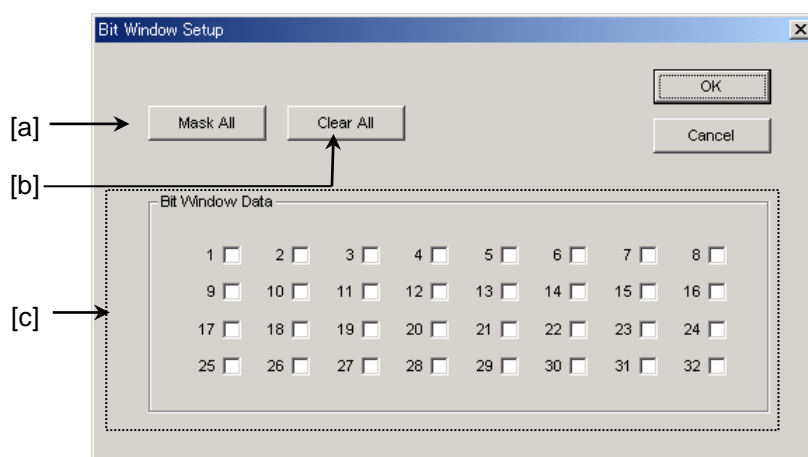 Bit Window Setup
OK
[a] Mask All Clear All
Cancel
[b]
Bit Window Data
1 2 3 4 5 6 7 8
9 10 11 12 13 14 15 16
[c]
17 18 19 20 21 22 23 24
25 26 27 28 29 30 31 32